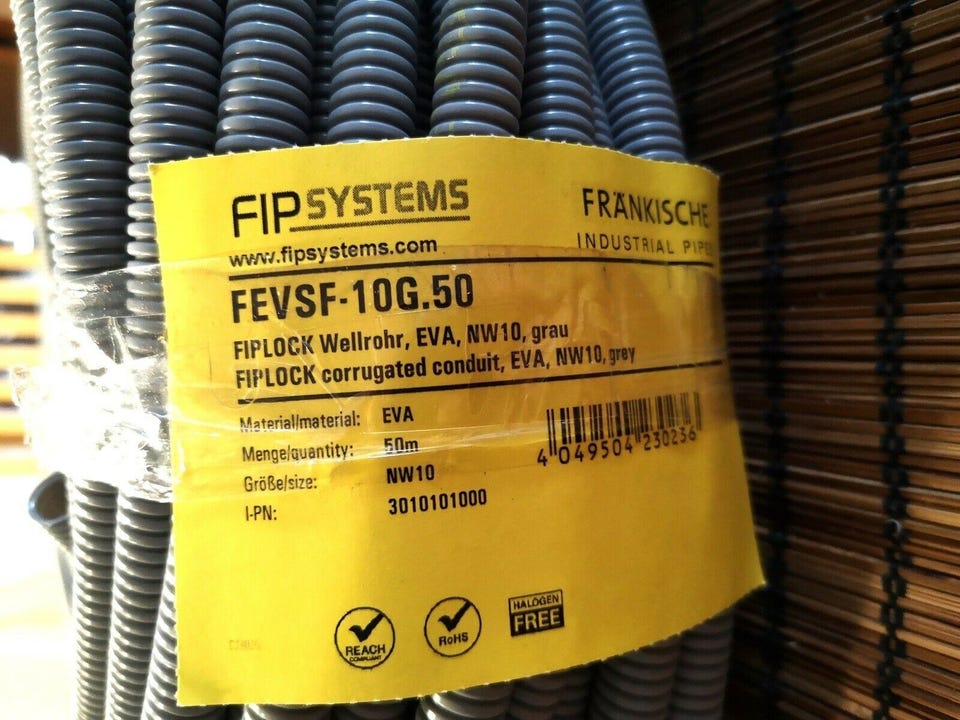 FIPSYSTEMS
FRÄNKISCHE
www.fipsystems.com
INDUSTRIAL
FEVSF-10G.50
FIPLOCK Wellrohr, EVA, NW10, grau
FIPLOCK corrugated conduit, EVA, NW10, grey
Material/material: EVA
Menge/quantity: 50m
Größe/size: NW10
I-PN: 3010101000
4 049504 230236
REACH
COMPLIANT
RoHS
HALOGEN
FREE